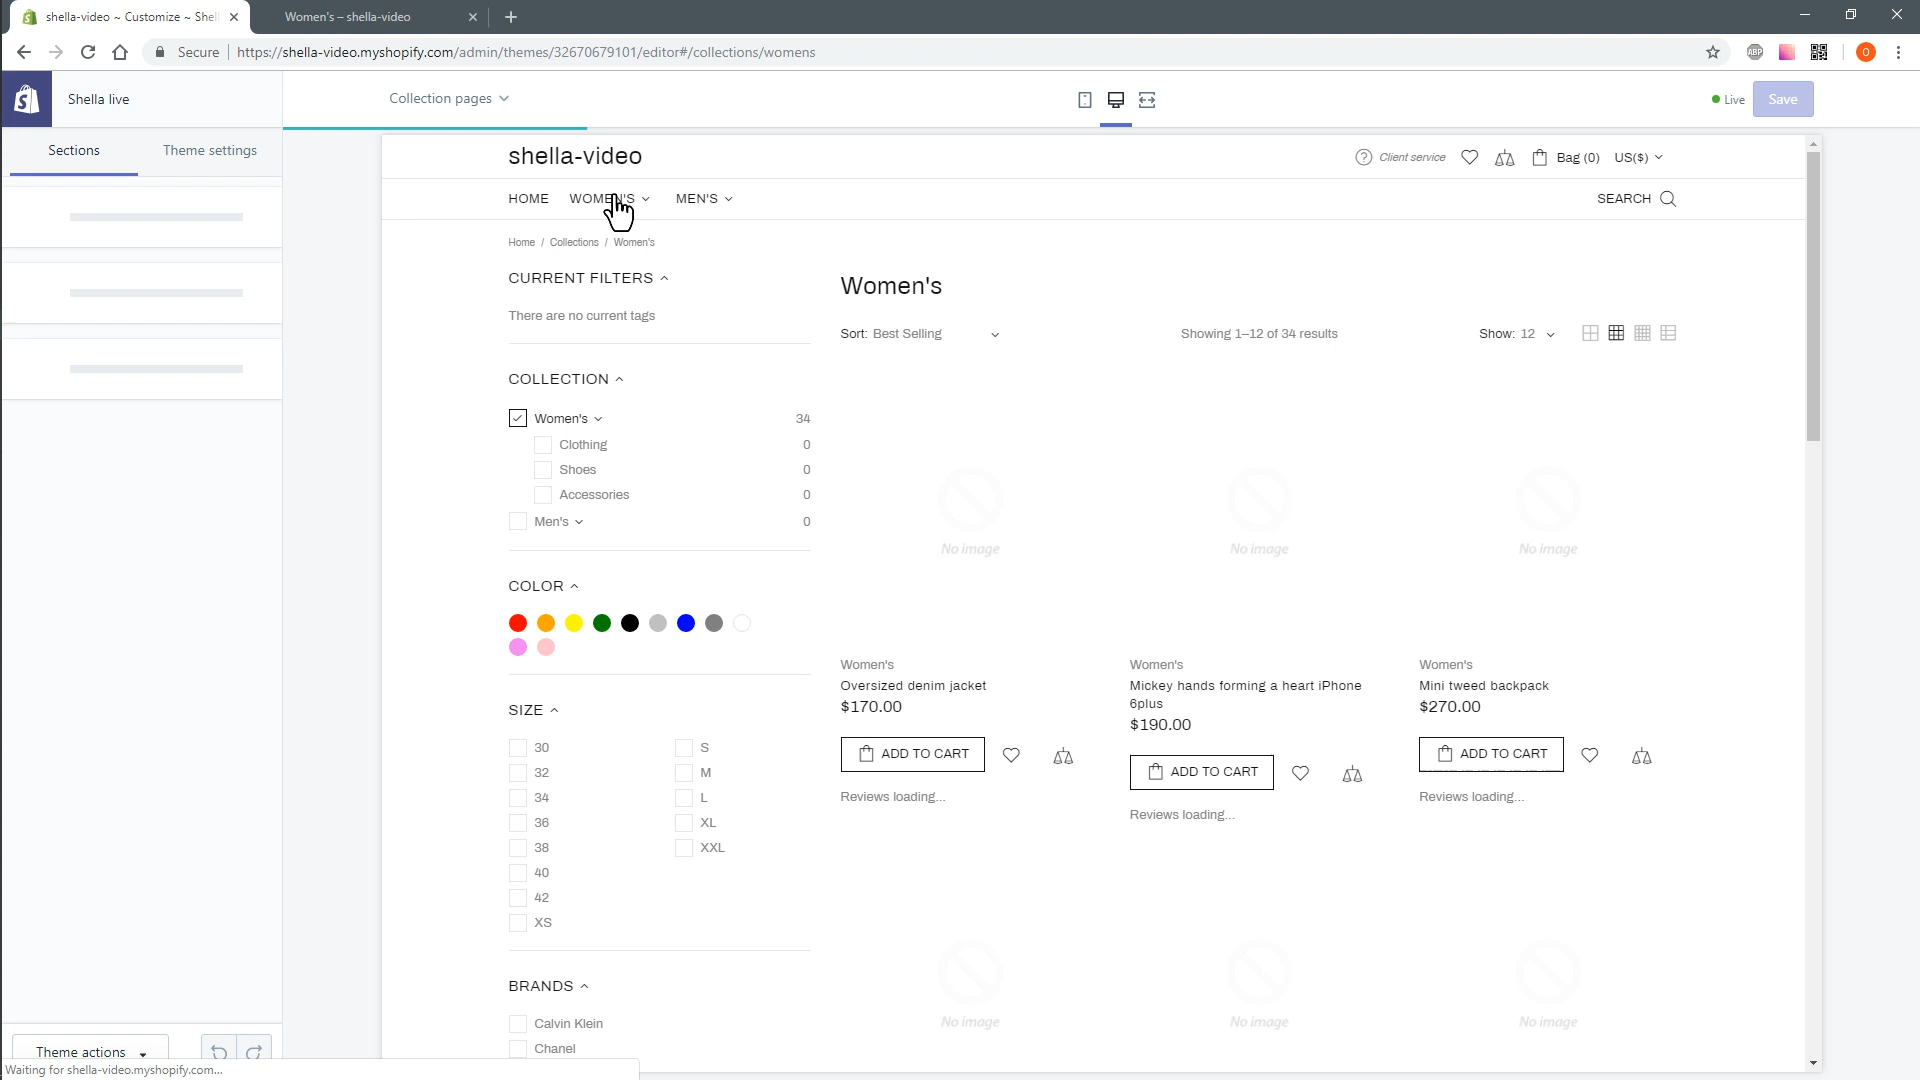 shella-video ~ Customize ~ Shel
Women's – shella-video
Secure
https://shella-video.myshopify.com/admin/themes/32670679101/editor#/collections/womens
ABP
O
Shella live
Collection pages
Live
Save
Sections
Theme settings
shella-video
Client service
Bag (0)
US($)
HOME
WOMEN'S
MEN'S
SEARCH
Home / Collections / Women's
CURRENT FILTERS
There are no current tags
COLLECTION
Women's 34
Clothing 0
Shoes 0
Accessories 0
Men's 0
COLOR
SIZE
30
32
34
36
38
40
42
XS
S
M
L
XL
XXL
BRANDS
Calvin Klein
Chanel
Women's
Sort: Best Selling
Showing 1–12 of 34 results
Show: 12
No image
No image
No image
Women's
Oversized denim jacket
$170.00
ADD TO CART
Reviews loading...
Women's
Mickey hands forming a heart iPhone
6plus
$190.00
ADD TO CART
Reviews loading...
Women's
Mini tweed backpack
$270.00
ADD TO CART
Reviews loading...
No image
No image
No image
Theme actions
Waiting for shella-video.myshopify.com...